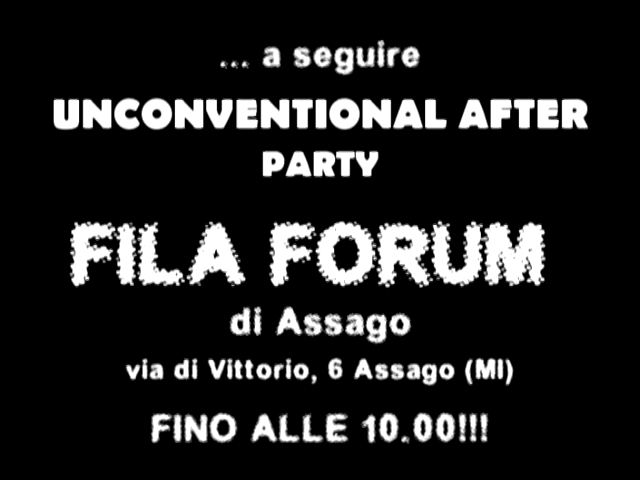 ... a seguire
UNCONVENTIONAL AFTER
PARTY
FILA FORUM
di Assago
via di Vittorio, 6 Assago (MI)
FINO ALLE 10.00!!!